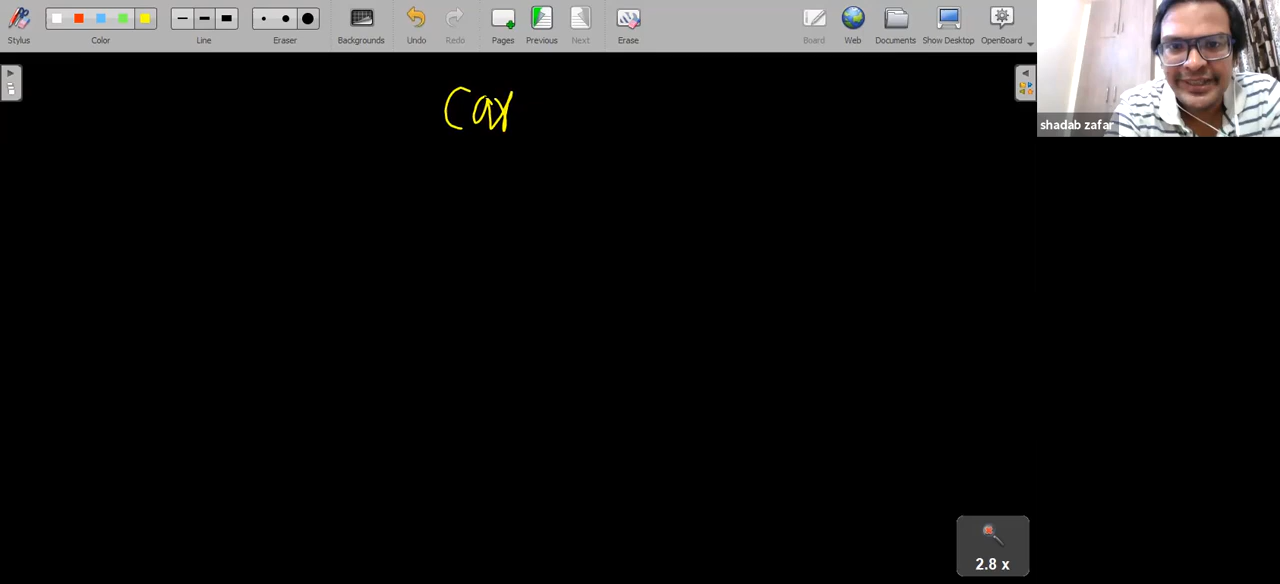 Stylus Color Line Eraser Backgrounds Undo Redo Pages Previous Next Erase Board Web Documents Show Desktop OpenBoard
shadab zafar
Car
2.8 x